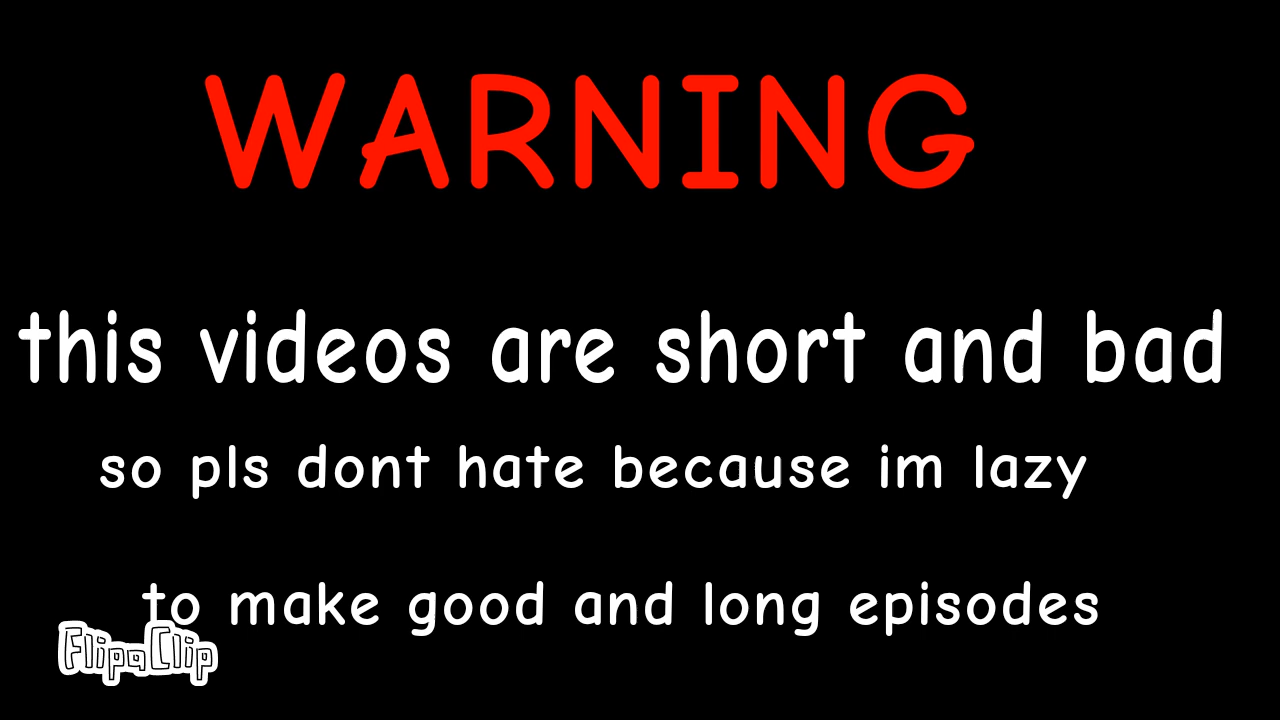 WARNING
this videos are short and bad
so pls dont hate because im lazy
to make good and long episodes
FlipaClip